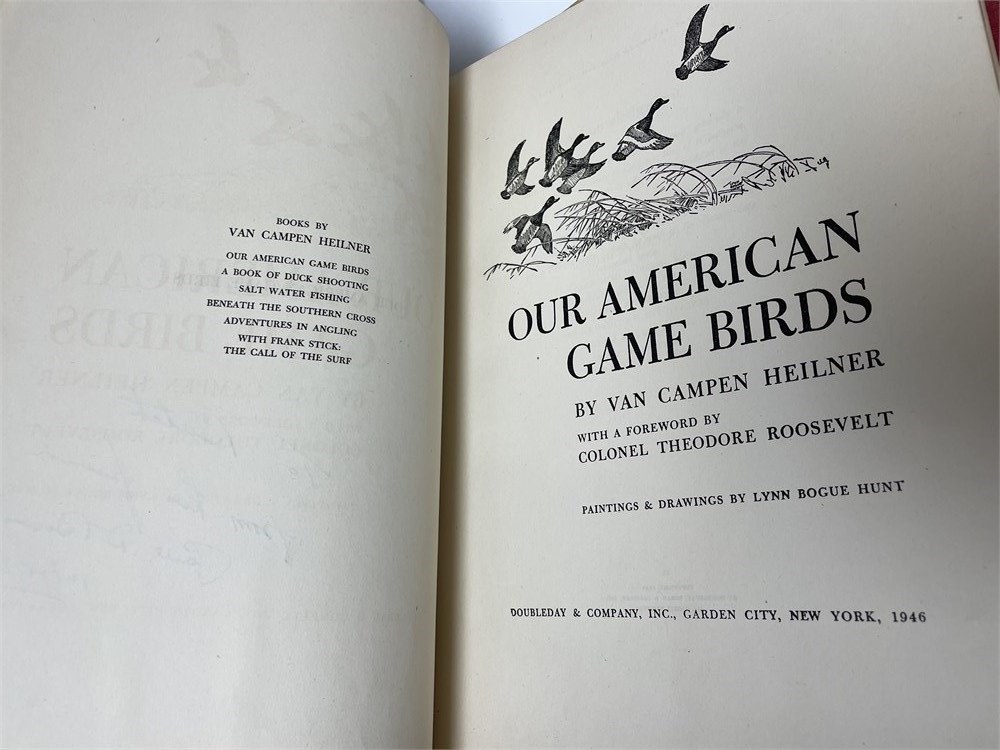 BOOKS BY
VAN CAMPEN HEILNER
OUR AMERICAN GAME BIRDS
A BOOK OF DUCK SHOOTING
SALT WATER FISHING
BENEATH THE SOUTHERN CROSS
ADVENTURES IN ANGLING
WITH FRANK STICK:
THE CALL OF THE SURF
OUR AMERICAN
GAME BIRDS
BY VAN CAMPEN HEILNER
WITH A FOREWORD BY
COLONEL THEODORE ROOSEVELT
PAINTINGS & DRAWINGS BY LYNN BOGUE HUNT
DOUBLEDAY & COMPANY, INC., GARDEN CITY, NEW YORK, 1946